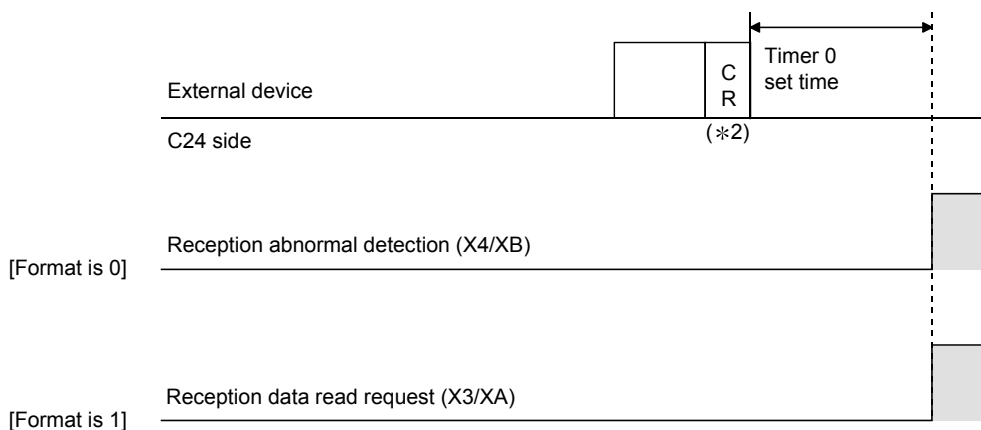 Timer 0
set time
C
R
External device
(*2)
C24 side
Reception abnormal detection (X4/XB)
[Format is 0]
Reception data read request (X3/XA)
[Format is 1]